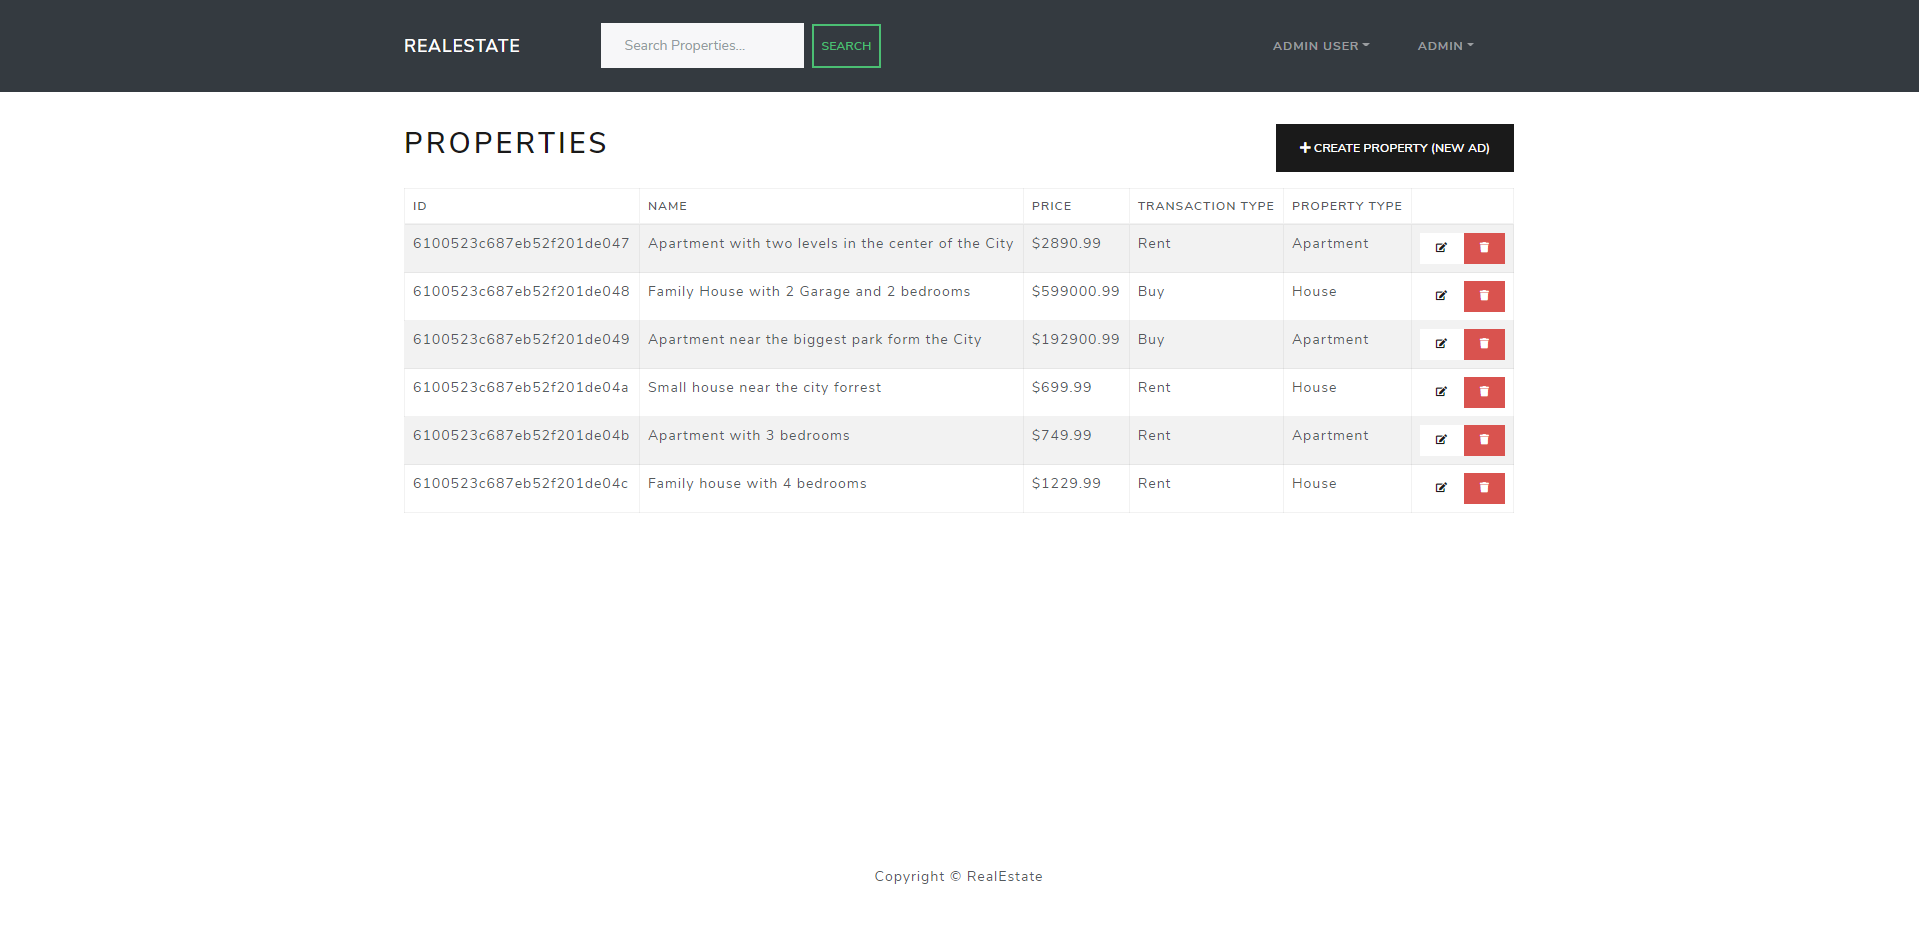 REALESTATE Search Properties... SEARCH ADMIN USER ADMIN
PROPERTIES CREATE PROPERTY (NEW AD)
ID NAME PRICE TRANSACTION TYPE PROPERTY TYPE
6100523c687eb52f201de047 Apartment with two levels in the center of the City $2890.99 Rent Apartment
6100523c687eb52f201de048 Family House with 2 Garage and 2 bedrooms $599000.99 Buy House
6100523c687eb52f201de049 Apartment near the biggest park form the City $192900.99 Buy Apartment
6100523c687eb52f201de04a Small house near the city forrest $699.99 Rent House
6100523c687eb52f201de04b Apartment with 3 bedrooms $749.99 Rent Apartment
6100523c687eb52f201de04c Family house with 4 bedrooms $1229.99 Rent House
Copyright © RealEstate